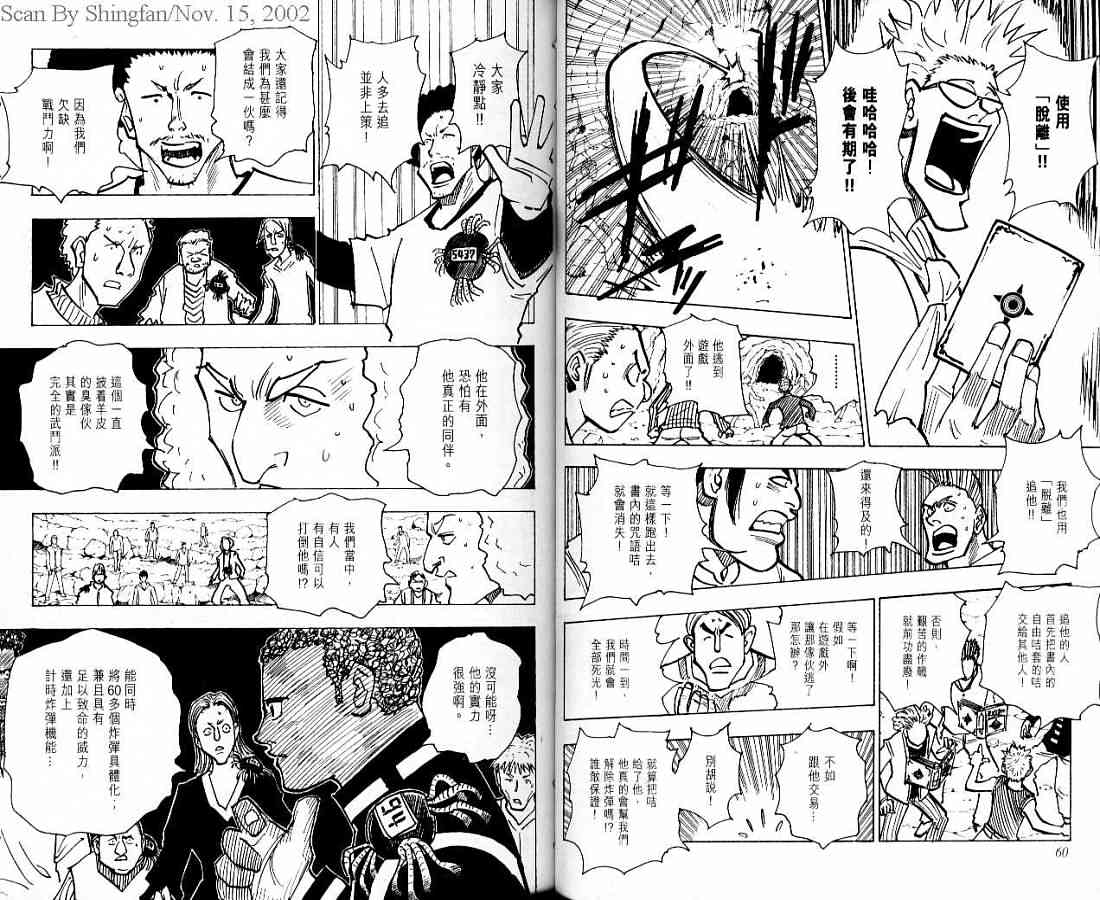 Scan By Shingfan/Nov. 15, 2002
使用
「脫離」!!
哇哈哈哈!
後會有期了!!
他逃到
遊戲
外面了!!
………
我們也用
「脫離」
追他!!
還來得及的!
等一下!
就這樣跑出去,
書內的咒語咭
就會消失!
追他的人
首先把書內的
自由咭套的咭
交給其他人!
否則、
艱苦的作戰
就前功盡廢
等一下啊!
假如
在遊戲外
讓那傢伙逃了
那怎辦?
時間一到、
我們就會
全部死光!
不如
跟他交易…
別胡說!
就算把咭
給了他,
他真的會幫我們
解除炸彈嗎!?
誰敢保證!
60
大家
冷靜點!!
人多去追
並非上策!
5437
大家還記得
我們為甚麼
會結成一伙嗎?
因為我們
欠缺
戰鬥力啊!
他在外面,
恐怕有
他真正的同伴。
這個一直
披着羊皮
的臭傢伙
其實是
完全的武鬥派!!
我們當中,
有人
有自信可以
打倒他嗎!?
沒可能呀…
他的實力
很強啊。
能同時
將60多個炸彈具體化;
兼且具有
足以致命的威力,
還加上
計時炸彈機能…